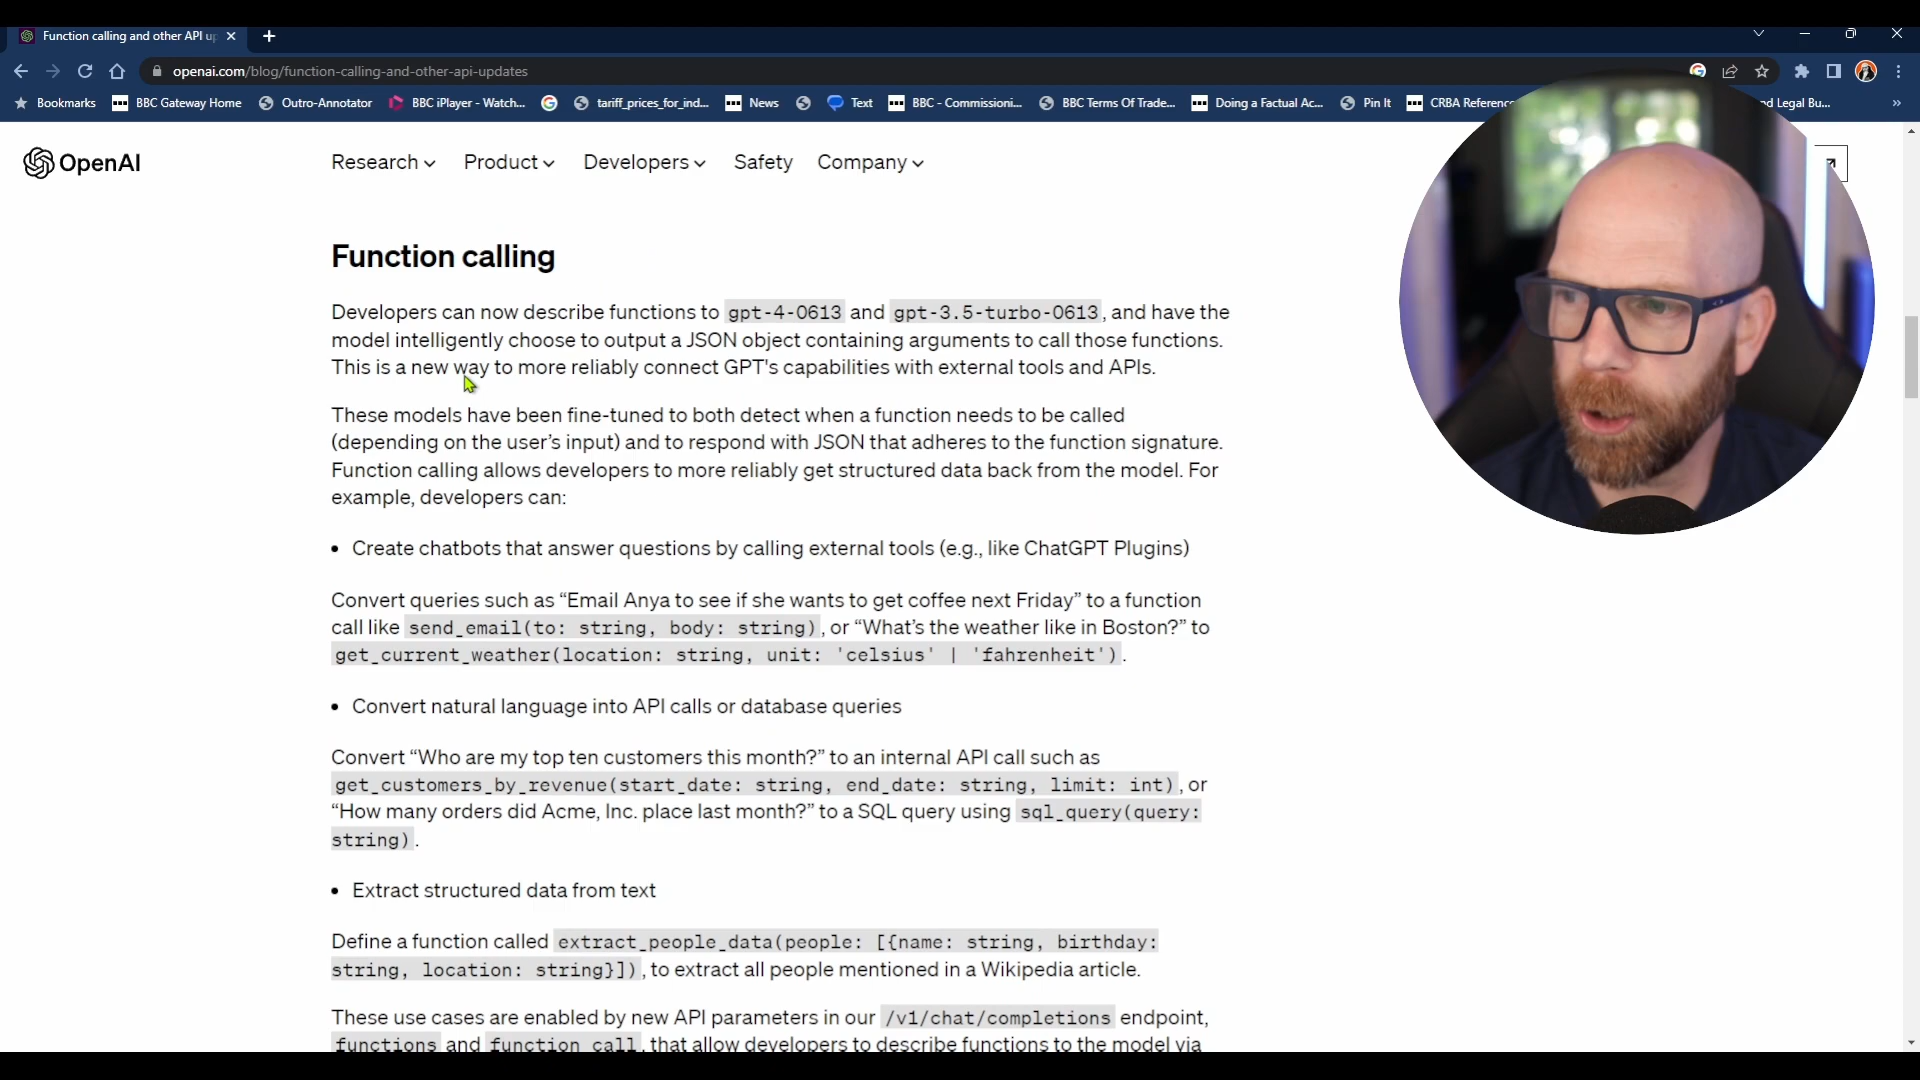 Function calling and other API up
openai.com/blog/function-calling-and-other-api-updates
Bookmarks BBC Gateway Home Outro-Annotator BBC iPlayer - Watch... tariff_prices_for_ind... News Text BBC - Commissioni... BBC Terms Of Trade... Doing a Factual Ac... Pin It CRBA Reference nd Legal Bu... »
OpenAI Research Product Developers Safety Company
Function calling
Developers can now describe functions to gpt-4-0613 and gpt-3.5-turbo-0613, and have the
model intelligently choose to output a JSON object containing arguments to call those functions.
This is a new way to more reliably connect GPT's capabilities with external tools and APIs.
These models have been fine-tuned to both detect when a function needs to be called
(depending on the user’s input) and to respond with JSON that adheres to the function signature.
Function calling allows developers to more reliably get structured data back from the model. For
example, developers can:
• Create chatbots that answer questions by calling external tools (e.g., like ChatGPT Plugins)
Convert queries such as “Email Anya to see if she wants to get coffee next Friday” to a function
call like send_email(to: string, body: string), or “What’s the weather like in Boston?” to
get_current_weather(location: string, unit: 'celsius' | 'fahrenheit').
• Convert natural language into API calls or database queries
Convert “Who are my top ten customers this month?” to an internal API call such as
get_customers_by_revenue(start_date: string, end_date: string, limit: int), or
“How many orders did Acme, Inc. place last month?” to a SQL query using sql_query(query:
string).
• Extract structured data from text
Define a function called extract_people_data(people: [{name: string, birthday:
string, location: string}]), to extract all people mentioned in a Wikipedia article.
These use cases are enabled by new API parameters in our /v1/chat/completions endpoint,
functions and function_call, that allow developers to describe functions to the model via